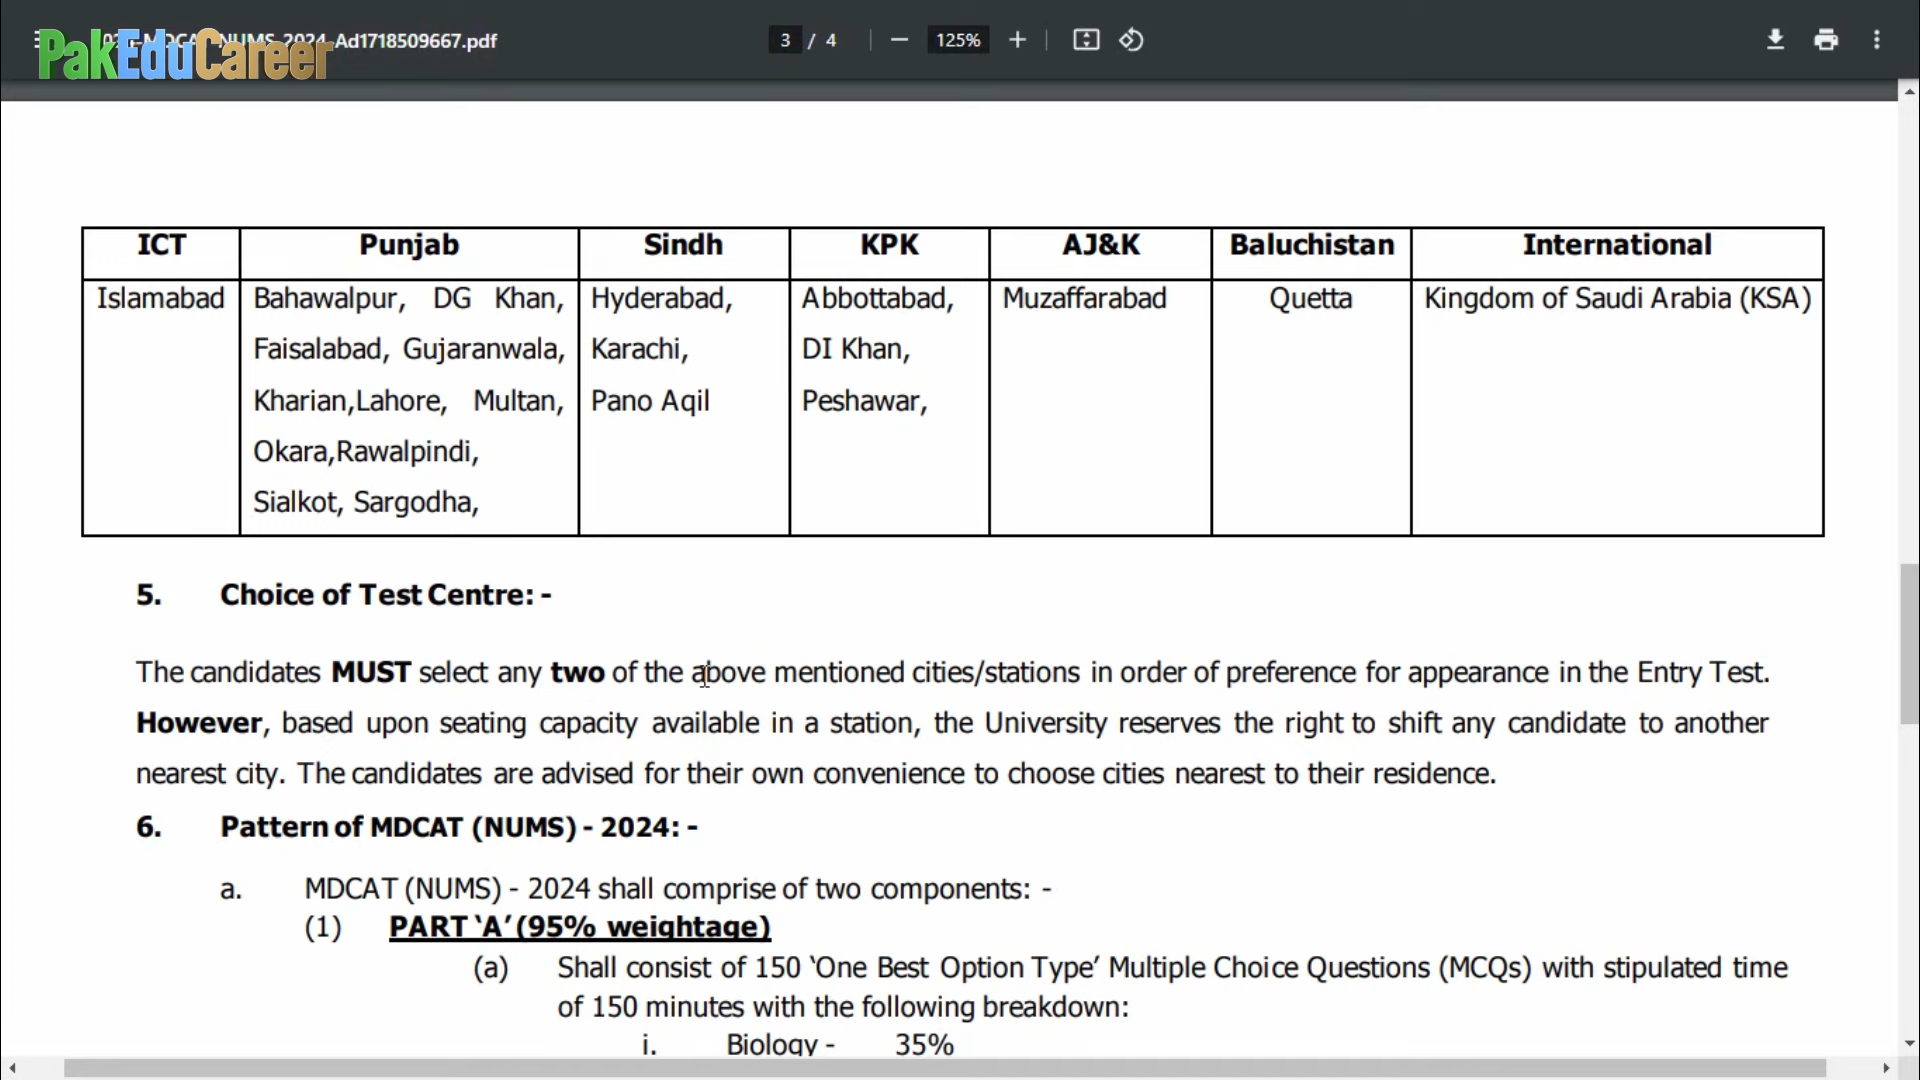 PakEduCareer
NUMS-2024-Ad1718509667.pdf
3 / 4
125%
ICT Punjab Sindh KPK AJ&K Baluchistan International
Islamabad Bahawalpur, DG Khan, Hyderabad, Abbottabad, Muzaffarabad Quetta Kingdom of Saudi Arabia (KSA)
Faisalabad, Gujaranwala, Karachi, DI Khan,
Kharian,Lahore, Multan, Pano Aqil Peshawar,
Okara,Rawalpindi,
Sialkot, Sargodha,
5. Choice of Test Centre: -
The candidates MUST select any two of the above mentioned cities/stations in order of preference for appearance in the Entry Test.
However, based upon seating capacity available in a station, the University reserves the right to shift any candidate to another
nearest city. The candidates are advised for their own convenience to choose cities nearest to their residence.
6. Pattern of MDCAT (NUMS) - 2024: -
a. MDCAT (NUMS) - 2024 shall comprise of two components: -
(1) PART ‘A’ (95% weightage)
(a) Shall consist of 150 ‘One Best Option Type’ Multiple Choice Questions (MCQs) with stipulated time
of 150 minutes with the following breakdown:
i. Biology - 35%